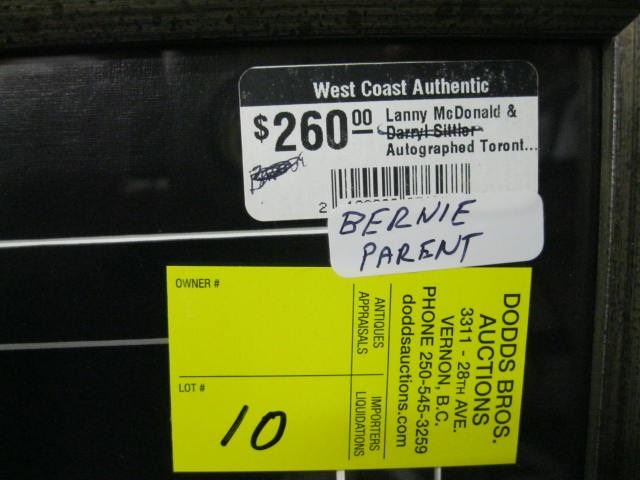 West Coast Authentic
$260.00 Lanny McDonald &
Darryl Sittler
Autographed Toront...
2
BERNIE
PARENT
OWNER #
LOT #
10
ANTIQUES
APPRAISALS
IMPORTERS
LIQUIDATIONS
DODDS BROS.
AUCTIONS
3311 - 28TH AVE.
VERNON, B.C.
PHONE 250-545-3259
doddsauctions.com